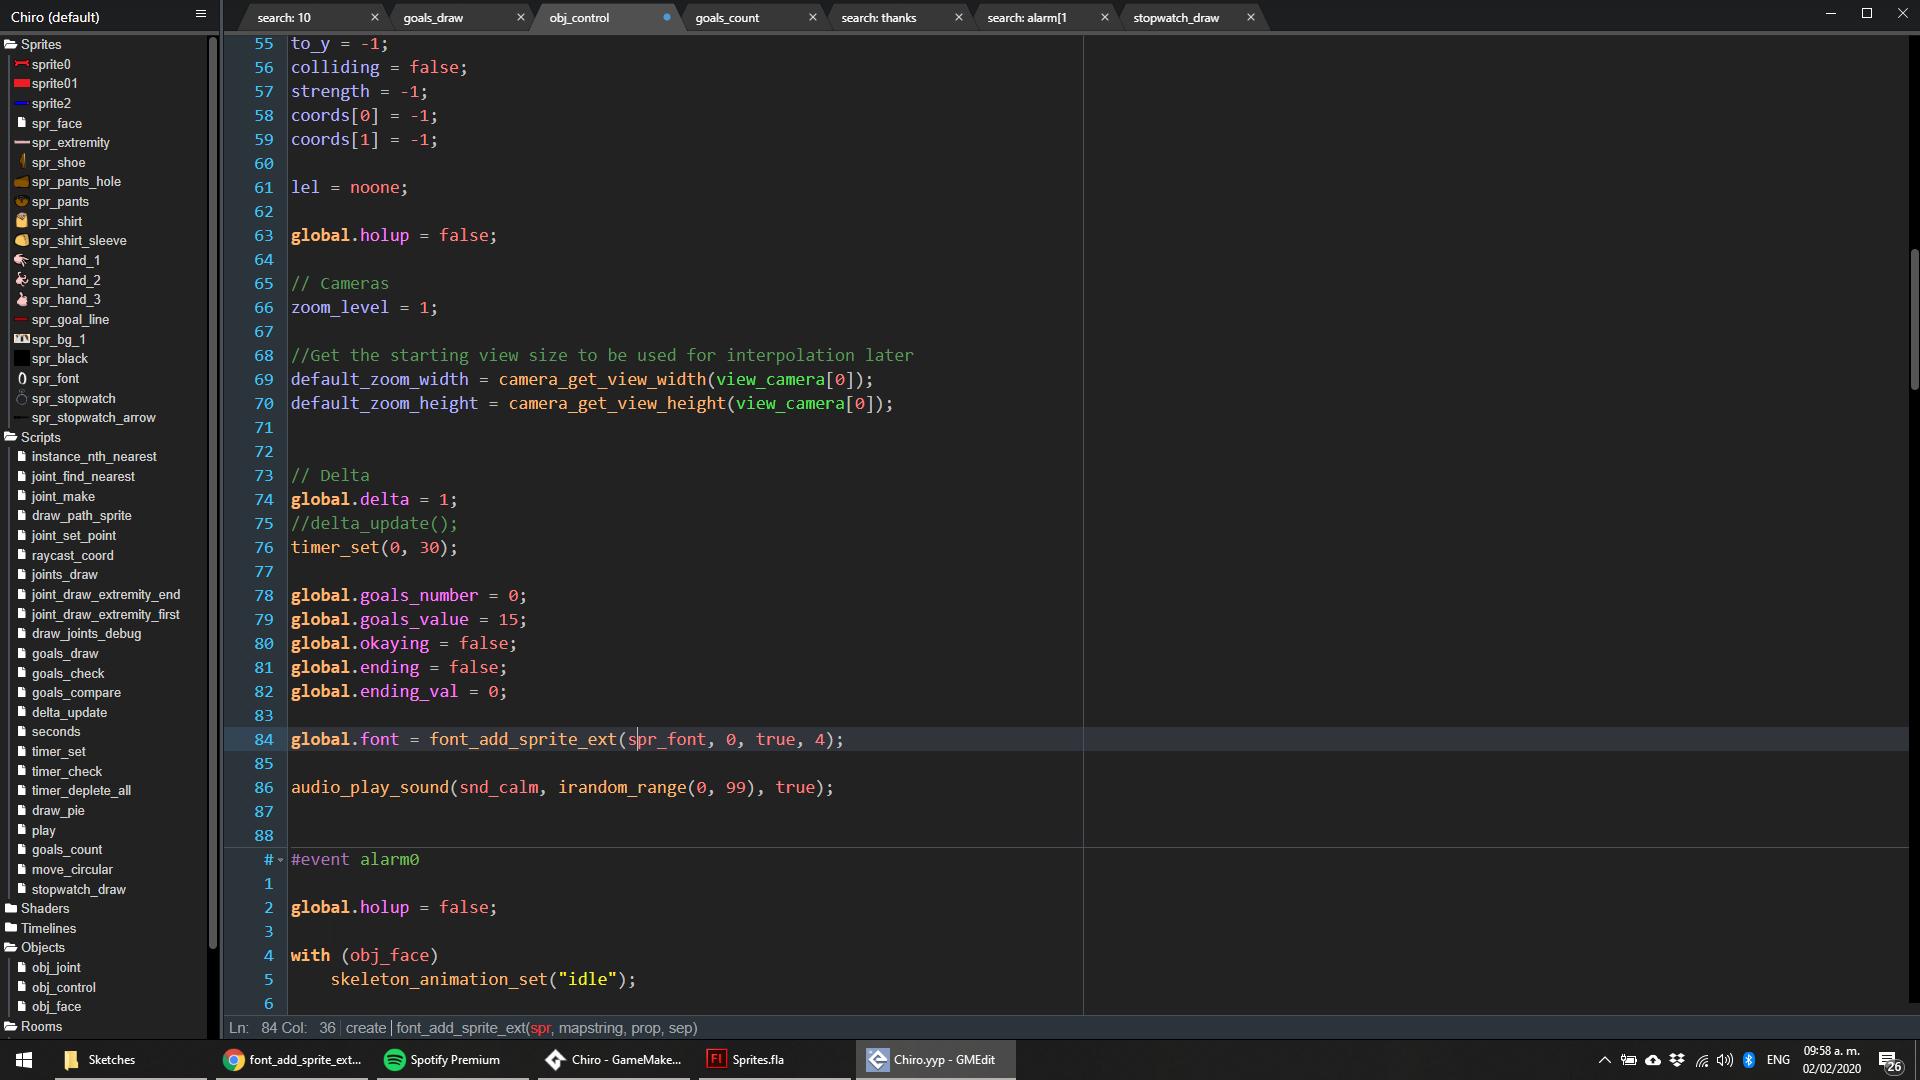 Chiro (default)
search: 10
goals_draw
obj_control
goals_count
search: thanks
search: alarm[1
stopwatch_draw
Sprites
sprite0
sprite01
sprite2
spr_face
spr_extremity
spr_shoe
spr_pants_hole
spr_pants
spr_shirt
spr_shirt_sleeve
spr_hand_1
spr_hand_2
spr_hand_3
spr_goal_line
spr_bg_1
spr_black
spr_font
spr_stopwatch
spr_stopwatch_arrow
Scripts
instance_nth_nearest
joint_find_nearest
joint_make
draw_path_sprite
joint_set_point
raycast_coord
joints_draw
joint_draw_extremity_end
joint_draw_extremity_first
draw_joints_debug
goals_draw
goals_check
goals_compare
delta_update
seconds
timer_set
timer_check
timer_deplete_all
draw_pie
play
goals_count
move_circular
stopwatch_draw
Shaders
Timelines
Objects
obj_joint
obj_control
obj_face
Rooms
55 to_y = -1;
56 colliding = false;
57 strength = -1;
58 coords[0] = -1;
59 coords[1] = -1;
60
61 lel = noone;
62
63 global.holup = false;
64
65 // Cameras
66 zoom_level = 1;
67
68 //Get the starting view size to be used for interpolation later
69 default_zoom_width = camera_get_view_width(view_camera[0]);
70 default_zoom_height = camera_get_view_height(view_camera[0]);
71
72
73 // Delta
74 global.delta = 1;
75 //delta_update();
76 timer_set(0, 30);
77
78 global.goals_number = 0;
79 global.goals_value = 15;
80 global.okaying = false;
81 global.ending = false;
82 global.ending_val = 0;
83
84 global.font = font_add_sprite_ext(spr_font, 0, true, 4);
85
86 audio_play_sound(snd_calm, irandom_range(0, 99), true);
87
88
# #event alarm0
1
2 global.holup = false;
3
4 with (obj_face)
5 skeleton_animation_set("idle");
6
Ln: 84 Col: 36 create font_add_sprite_ext(spr, mapstring, prop, sep)
Sketches
font_add_sprite_ext...
Spotify Premium
Chiro - GameMake...
Fl Sprites.fla
Chiro.yyp - GMEdit
ENG
09:58 a. m.
02/02/2020
26